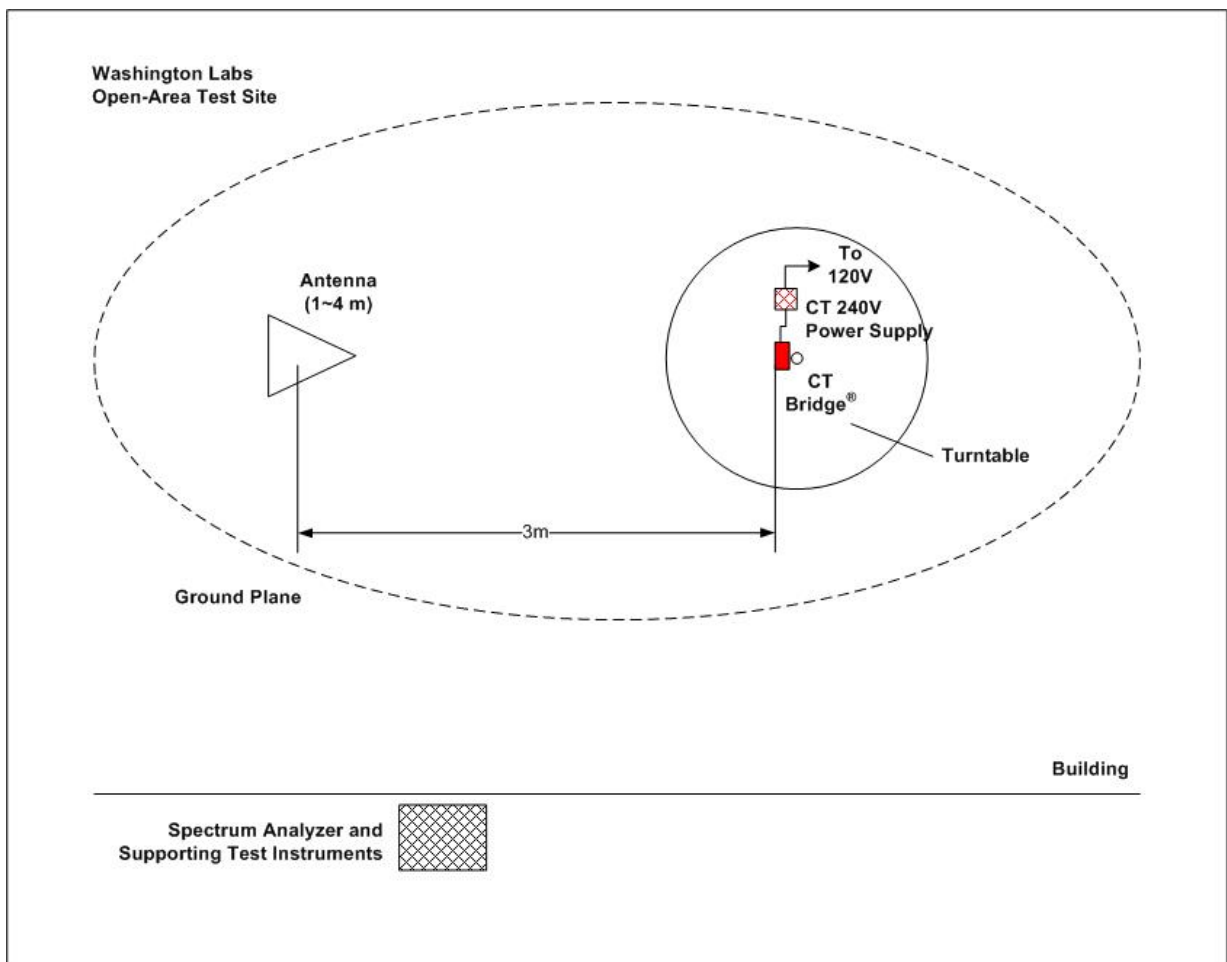 Washington Labs
Open-Area Test Site
Antenna
(1~4 m)
To
120V
CT 240V
Power Supply
CT
Bridge®
Turntable
3m
Ground Plane
Building
Spectrum Analyzer and
Supporting Test Instruments